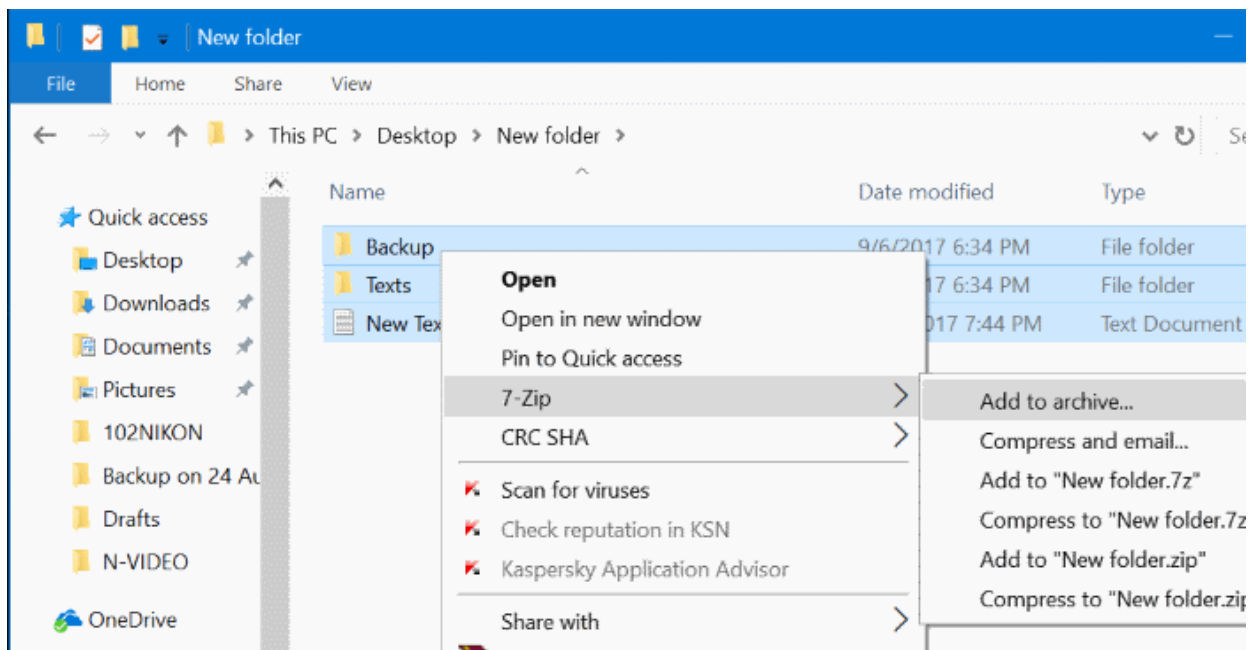 New folder
File Home Share View
This PC > Desktop > New folder >
Name Date modified Type
Quick access
Desktop
Downloads
Documents
Pictures
102NIKON
Backup on 24 Au
Drafts
N-VIDEO
OneDrive
Backup 9/6/2017 6:34 PM File folder
Texts 17 6:34 PM File folder
New Tex 017 7:44 PM Text Document
Open
Open in new window
Pin to Quick access
7-Zip
CRC SHA
Scan for viruses
Check reputation in KSN
Kaspersky Application Advisor
Share with
Add to archive...
Compress and email...
Add to "New folder.7z"
Compress to "New folder.7z
Add to "New folder.zip"
Compress to "New folder.zip